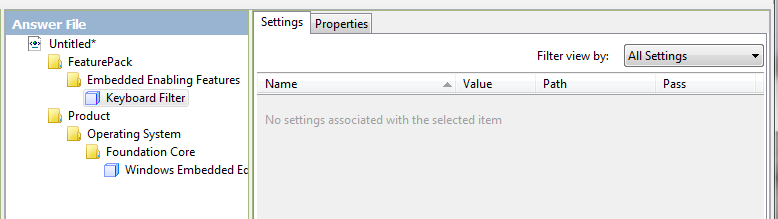 Answer File
Untitled*
FeaturePack
Embedded Enabling Features
Keyboard Filter
Product
Operating System
Foundation Core
Windows Embedded Ec
Settings
Properties
Filter view by:
All Settings
Name Value Path Pass
No settings associated with the selected item